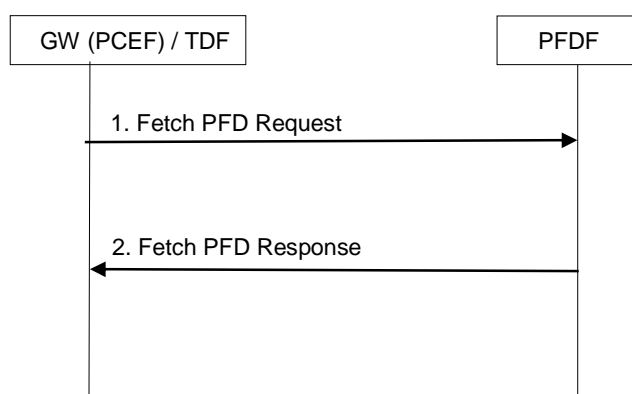 GW (PCEF) / TDF
PFDF
1. Fetch PFD Request
2. Fetch PFD Response